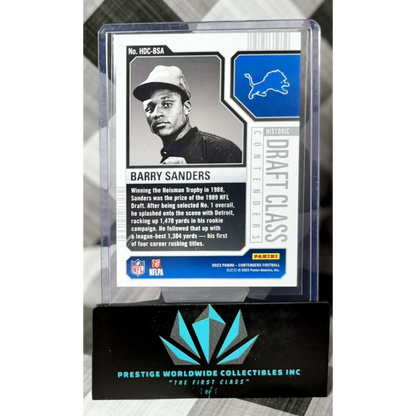 No. HDC-BSA
HISTORIC
DRAFT CLASS
CONTENDERS
BARRY SANDERS
Winning the Heisman Trophy in 1988,
Sanders was the prize of the 1989 NFL
Draft. After being selected No. 1 overall, he
splashed onto the scene with Detroit,
racking up 1,470 yards in his rookie
campaign. He followed that up with
a league-best 1,304 yards — his first
of four career rushing titles.
NFL
NFLPA
PANINI
2023 PANINI – CONTENDERS FOOTBALL
© 2023 Panini America, Inc.
PRESTIGE WORLDWIDE COLLECTIBLES INC
"THE FIRST CLASS"
1 of 1